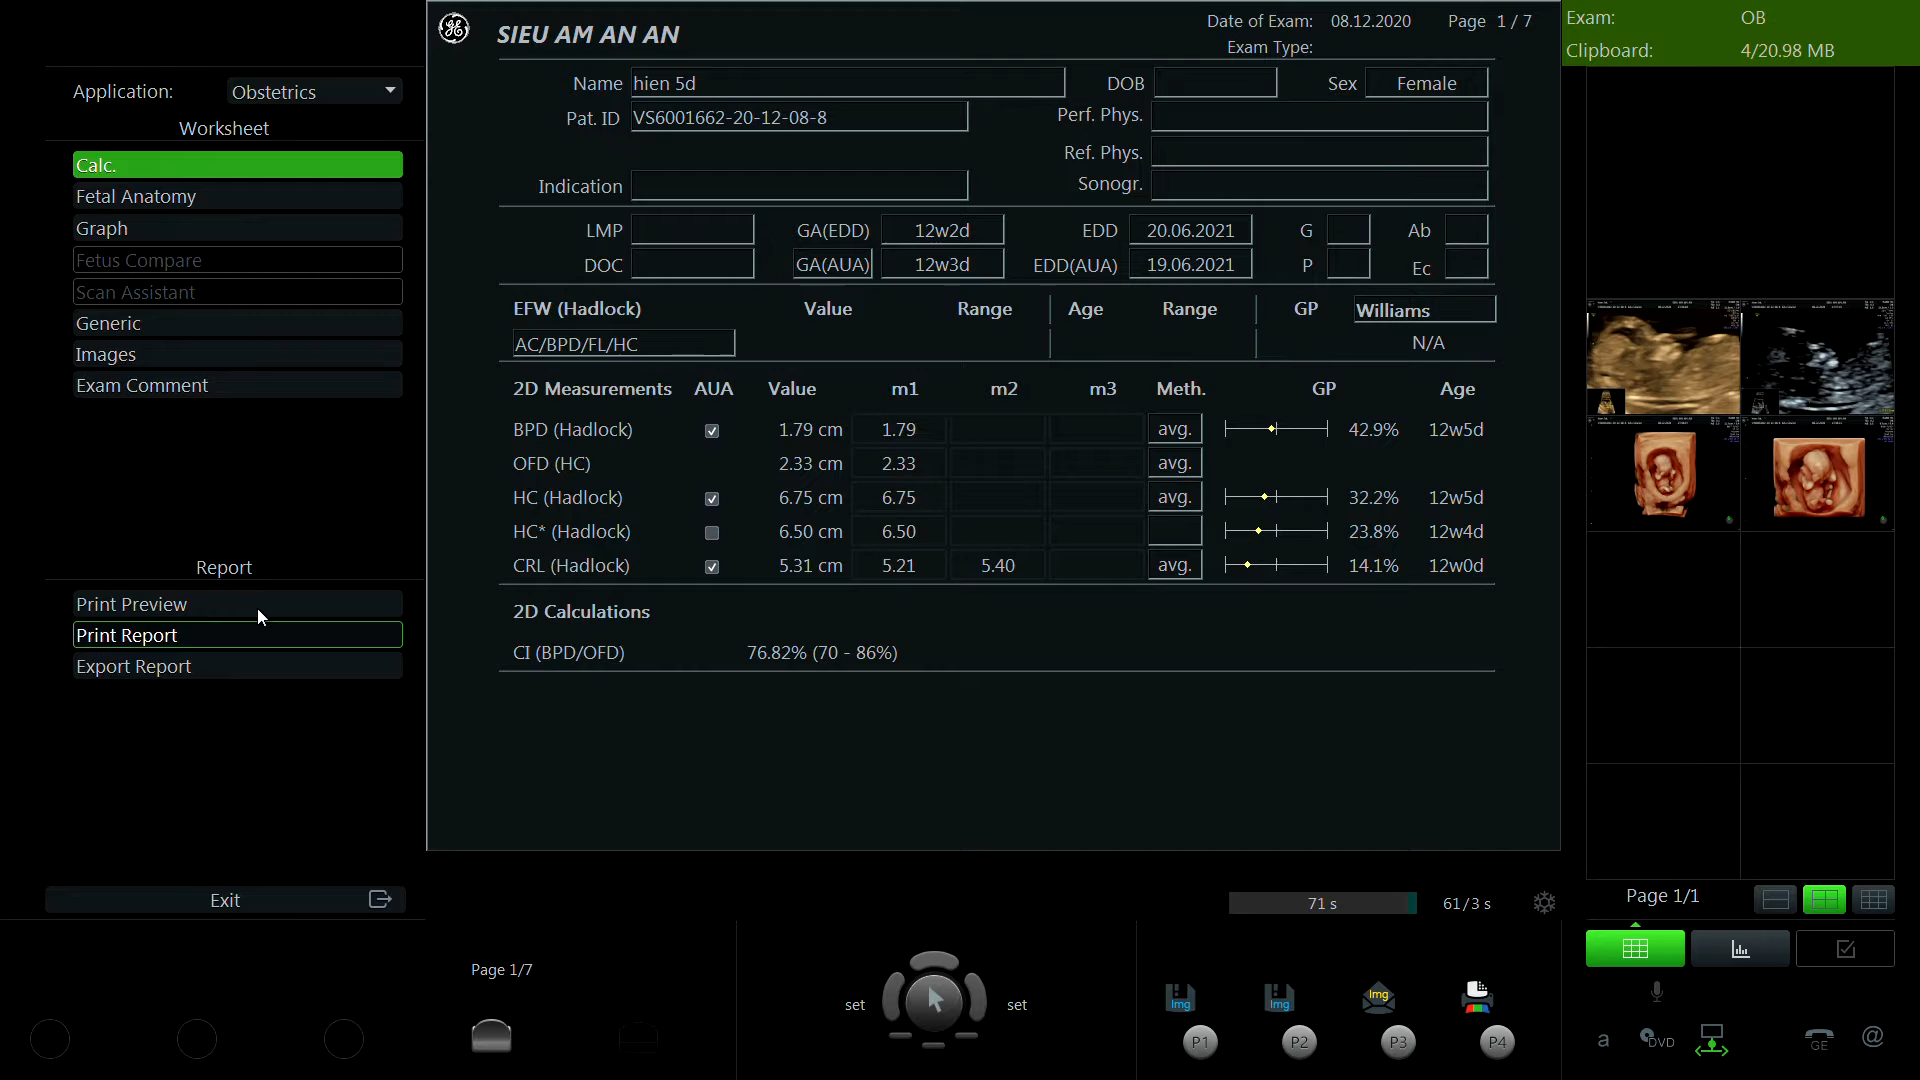 Application: Obstetrics
Worksheet
Calc.
Fetal Anatomy
Graph
Fetus Compare
Scan Assistant
Generic
Images
Exam Comment
Report
Print Preview
Print Report
Export Report
Exit
SIEU AM AN AN
Date of Exam: 08.12.2020 Page 1 / 7
Exam Type:
Name hien 5d DOB Sex Female
Pat. ID VS6001662-20-12-08-8 Perf. Phys.
Ref. Phys.
Indication Sonogr.
LMP GA(EDD) 12w2d EDD 20.06.2021 G Ab
DOC GA(AUA) 12w3d EDD(AUA) 19.06.2021 P Ec
EFW (Hadlock) Value Range Age Range GP Williams
AC/BPD/FL/HC N/A
2D Measurements AUA Value m1 m2 m3 Meth. GP Age
BPD (Hadlock) 1.79 cm 1.79 avg. 42.9% 12w5d
OFD (HC) 2.33 cm 2.33 avg.
HC (Hadlock) 6.75 cm 6.75 avg. 32.2% 12w5d
HC* (Hadlock) 6.50 cm 6.50 23.8% 12w4d
CRL (Hadlock) 5.31 cm 5.21 5.40 avg. 14.1% 12w0d
2D Calculations
CI (BPD/OFD) 76.82% (70 - 86%)
Exam: OB
Clipboard: 4/20.98 MB
71 s 61/3 s
Page 1/1
Page 1/7
set set
Img Img Img
P1 P2 P3 P4
a DVD GE @